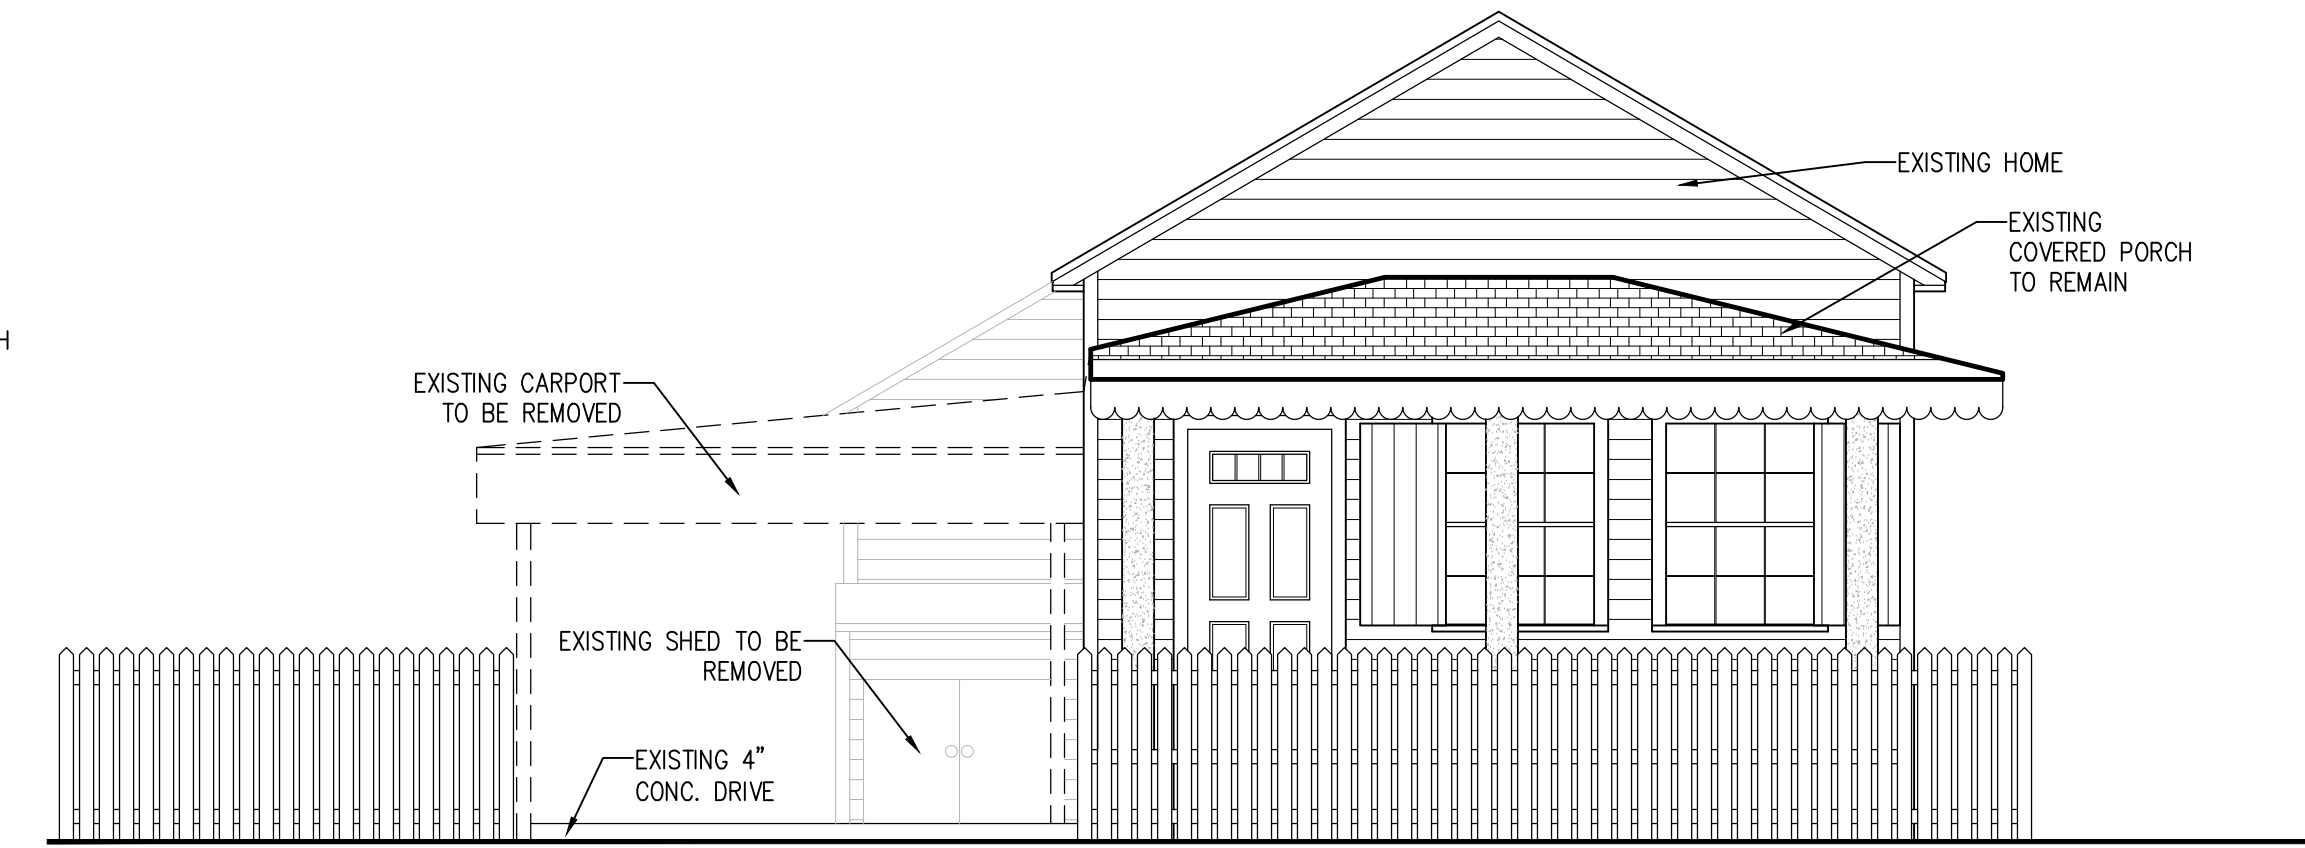 EXISTING HOME
EXISTING
COVERED PORCH
TO REMAIN
H
EXISTING CARPORT
TO BE REMOVED
EXISTING SHED TO BE
REMOVED
EXISTING 4"
CONC. DRIVE